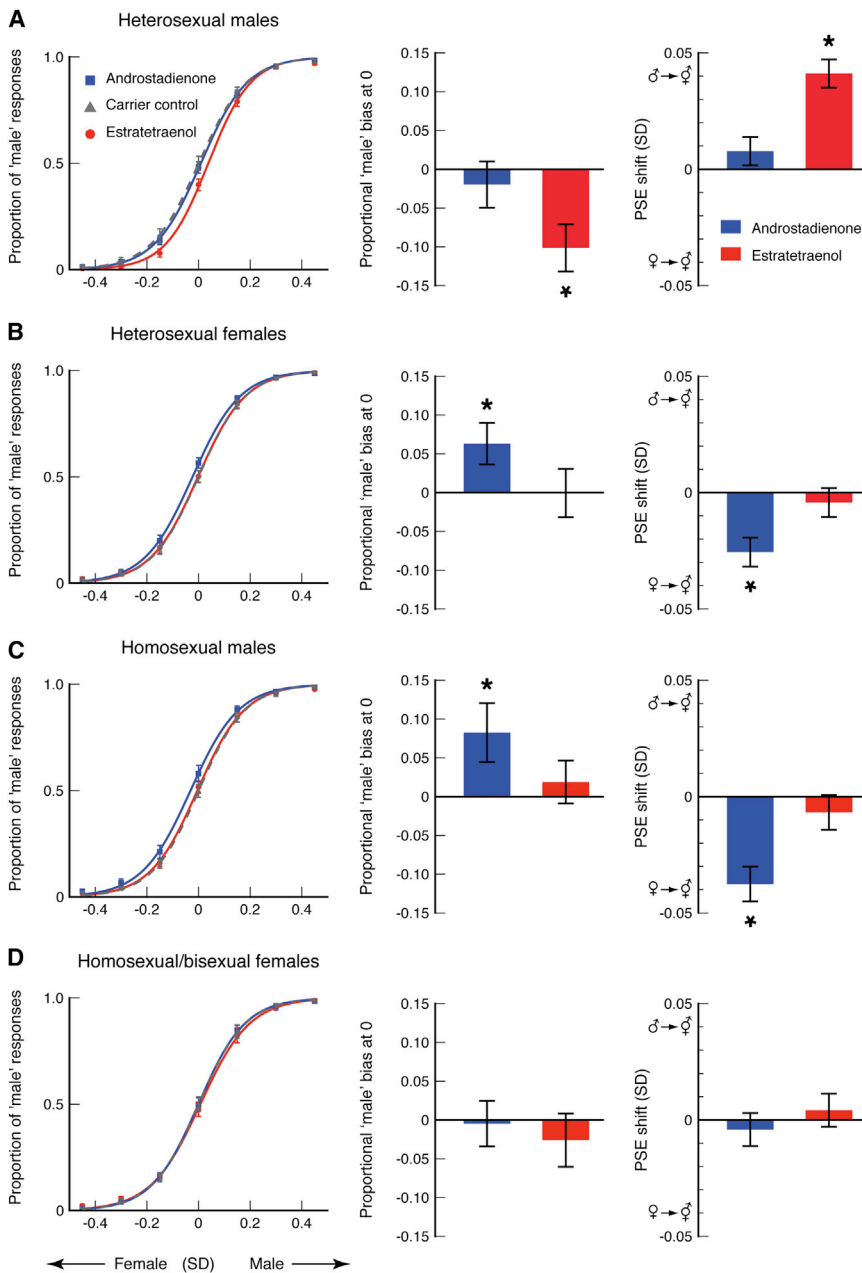 A
Heterosexual males
Proportion of 'male' responses
1.0
0.5
0
-0.4 -0.2 0 0.2 0.4
Androstadienone
Carrier control
Estratetraenol
Proportional 'male' bias at 0
0.15
0.10
0.05
0
-0.05
-0.10
-0.15
*
PSE shift (SD)
0.05
♂→⚥
0
♀→⚥
-0.05
*
Androstadienone
Estratetraenol
B
Heterosexual females
Proportion of 'male' responses
1.0
0.5
0
-0.4 -0.2 0 0.2 0.4
Proportional 'male' bias at 0
0.15
0.10
0.05
0
-0.05
-0.10
-0.15
*
PSE shift (SD)
0.05
♂→⚥
0
♀→⚥
-0.05
*
C
Homosexual males
Proportion of 'male' responses
1.0
0.5
0
-0.4 -0.2 0 0.2 0.4
Proportional 'male' bias at 0
0.15
0.10
0.05
0
-0.05
-0.10
-0.15
*
PSE shift (SD)
0.05
♂→⚥
0
♀→⚥
-0.05
*
D
Homosexual/bisexual females
Proportion of 'male' responses
1.0
0.5
0
-0.4 -0.2 0 0.2 0.4
Female (SD) Male
Proportional 'male' bias at 0
0.15
0.10
0.05
0
-0.05
-0.10
-0.15
PSE shift (SD)
0.05
♂→⚥
0
♀→⚥
-0.05